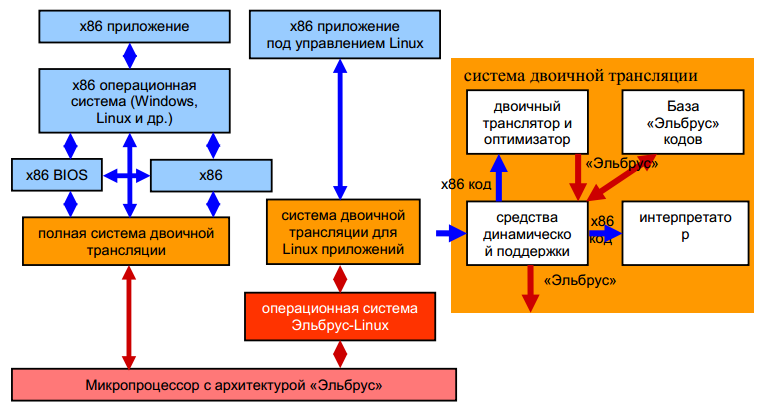 x86 приложение
x86 операционная
система (Windows,
Linux и др.)
x86 BIOS
x86
полная система двоичной
трансляции
x86 приложение
под управлением Linux
система двоичной
трансляции для
Linux приложений
операционная система
Эльбрус-Linux
Микропроцессор с архитектурой «Эльбрус»
система двоичной трансляции
двоичный
транслятор и
оптимизатор
База
«Эльбрус»
кодов
«Эльбрус»
x86 код
средства
динамическо
й поддержки
x86
код
интерпретато
р
«Эльбрус»